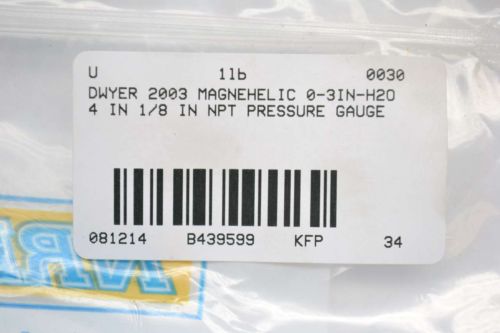 U 1lb 0030
DWYER 2003 MAGNEHELIC 0-3IN-H2O
4 IN 1/8 IN NPT PRESSURE GAUGE
081214 B439599 KFP 34
NRI